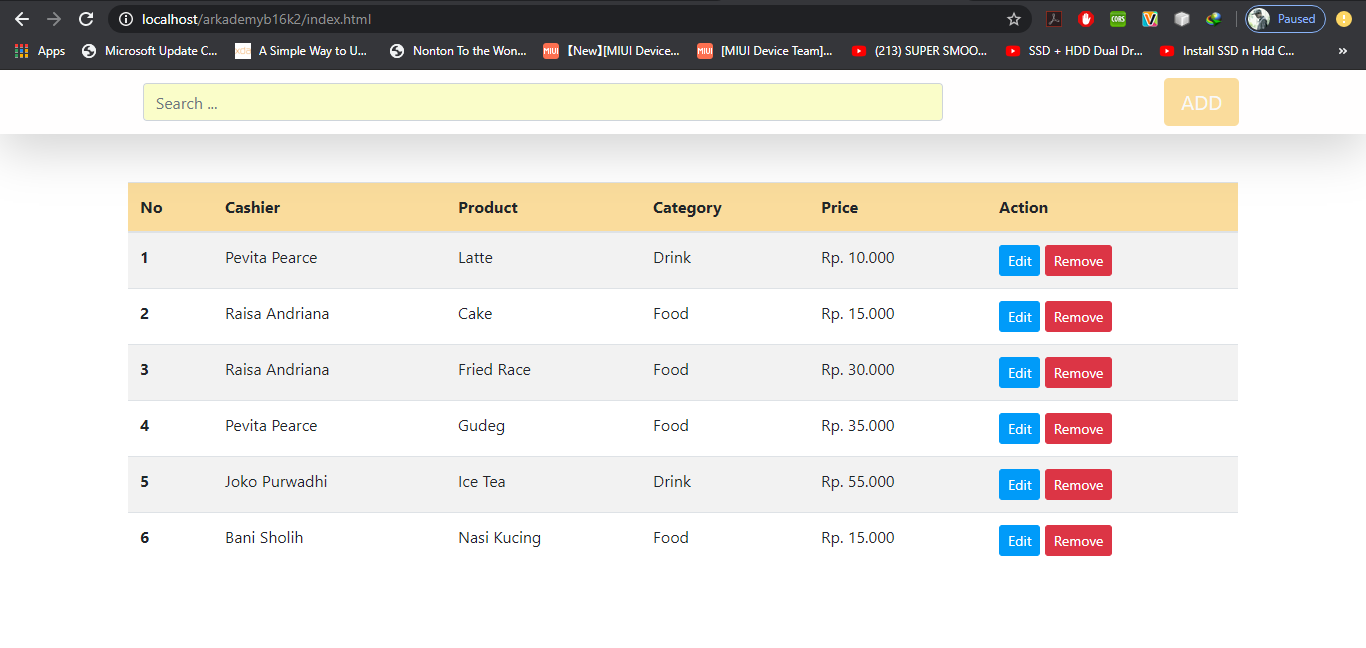 localhost/arkademyb16k2/index.html Paused
Apps Microsoft Update C... A Simple Way to U... Nonton To the Won... 【New】[MIUI Device... [MIUI Device Team]... (213) SUPER SMOO... SSD + HDD Dual Dr... Install SSD n Hdd C... »
Search ... ADD
No Cashier Product Category Price Action
1 Pevita Pearce Latte Drink Rp. 10.000 Edit Remove
2 Raisa Andriana Cake Food Rp. 15.000 Edit Remove
3 Raisa Andriana Fried Race Food Rp. 30.000 Edit Remove
4 Pevita Pearce Gudeg Food Rp. 35.000 Edit Remove
5 Joko Purwadhi Ice Tea Drink Rp. 55.000 Edit Remove
6 Bani Sholih Nasi Kucing Food Rp. 15.000 Edit Remove